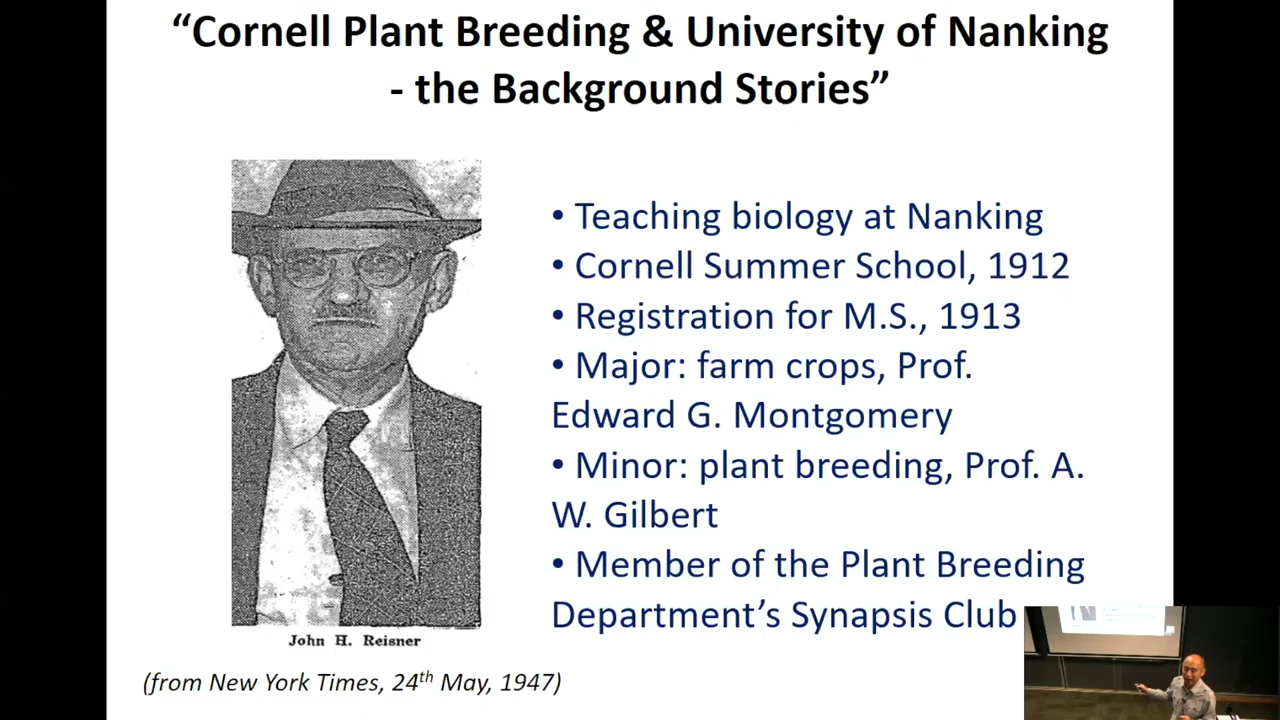 “Cornell Plant Breeding & University of Nanking
- the Background Stories”
• Teaching biology at Nanking
• Cornell Summer School, 1912
• Registration for M.S., 1913
• Major: farm crops, Prof.
Edward G. Montgomery
• Minor: plant breeding, Prof. A.
W. Gilbert
• Member of the Plant Breeding
Department’s Synapsis Club
John H. Reisner
(from New York Times, 24th May, 1947)